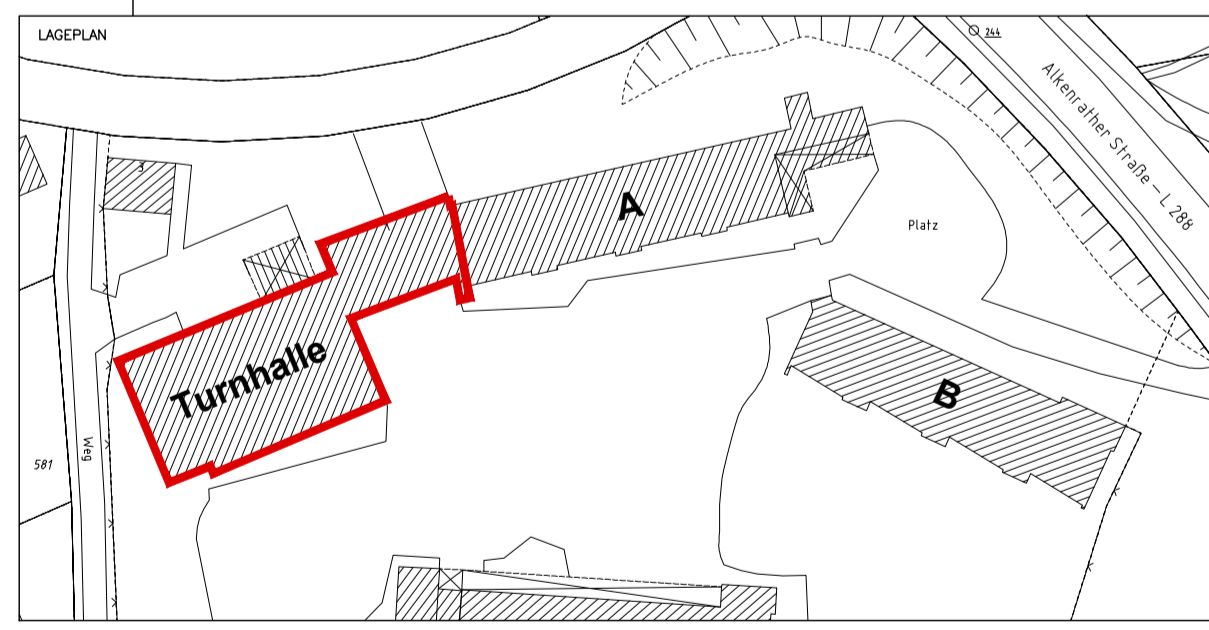 LAGEPLAN
244
Alkenrather Straße – L 288
3
A
Platz
Turnhalle
B
Weg
581